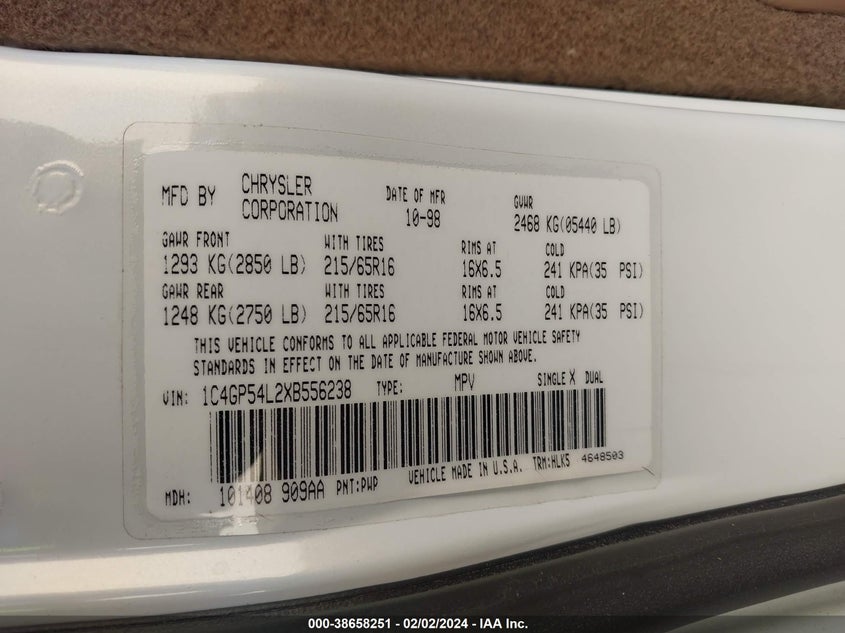 MFD BY CHRYSLER CORPORATION DATE OF MFR 10-98 GVWR 2468 KG(05440 LB)
GAWR FRONT WITH TIRES RIMS AT COLD
1293 KG(2850 LB) 215/65R16 16X6.5 241 KPA(35 PSI)
GAWR REAR WITH TIRES RIMS AT COLD
1248 KG(2750 LB) 215/65R16 16X6.5 241 KPA(35 PSI)
THIS VEHICLE CONFORMS TO ALL APPLICABLE FEDERAL MOTOR VEHICLE SAFETY
STANDARDS IN EFFECT ON THE DATE OF MANUFACTURE SHOWN ABOVE.
VIN: 1C4GP54L2XB556238 TYPE: MPV SINGLE X DUAL
MDH: 101408 909AA PNT:PWP VEHICLE MADE IN U.S.A. TRM:HLK5 4648503
000-38658251 - 02/02/2024 - IAA Inc.